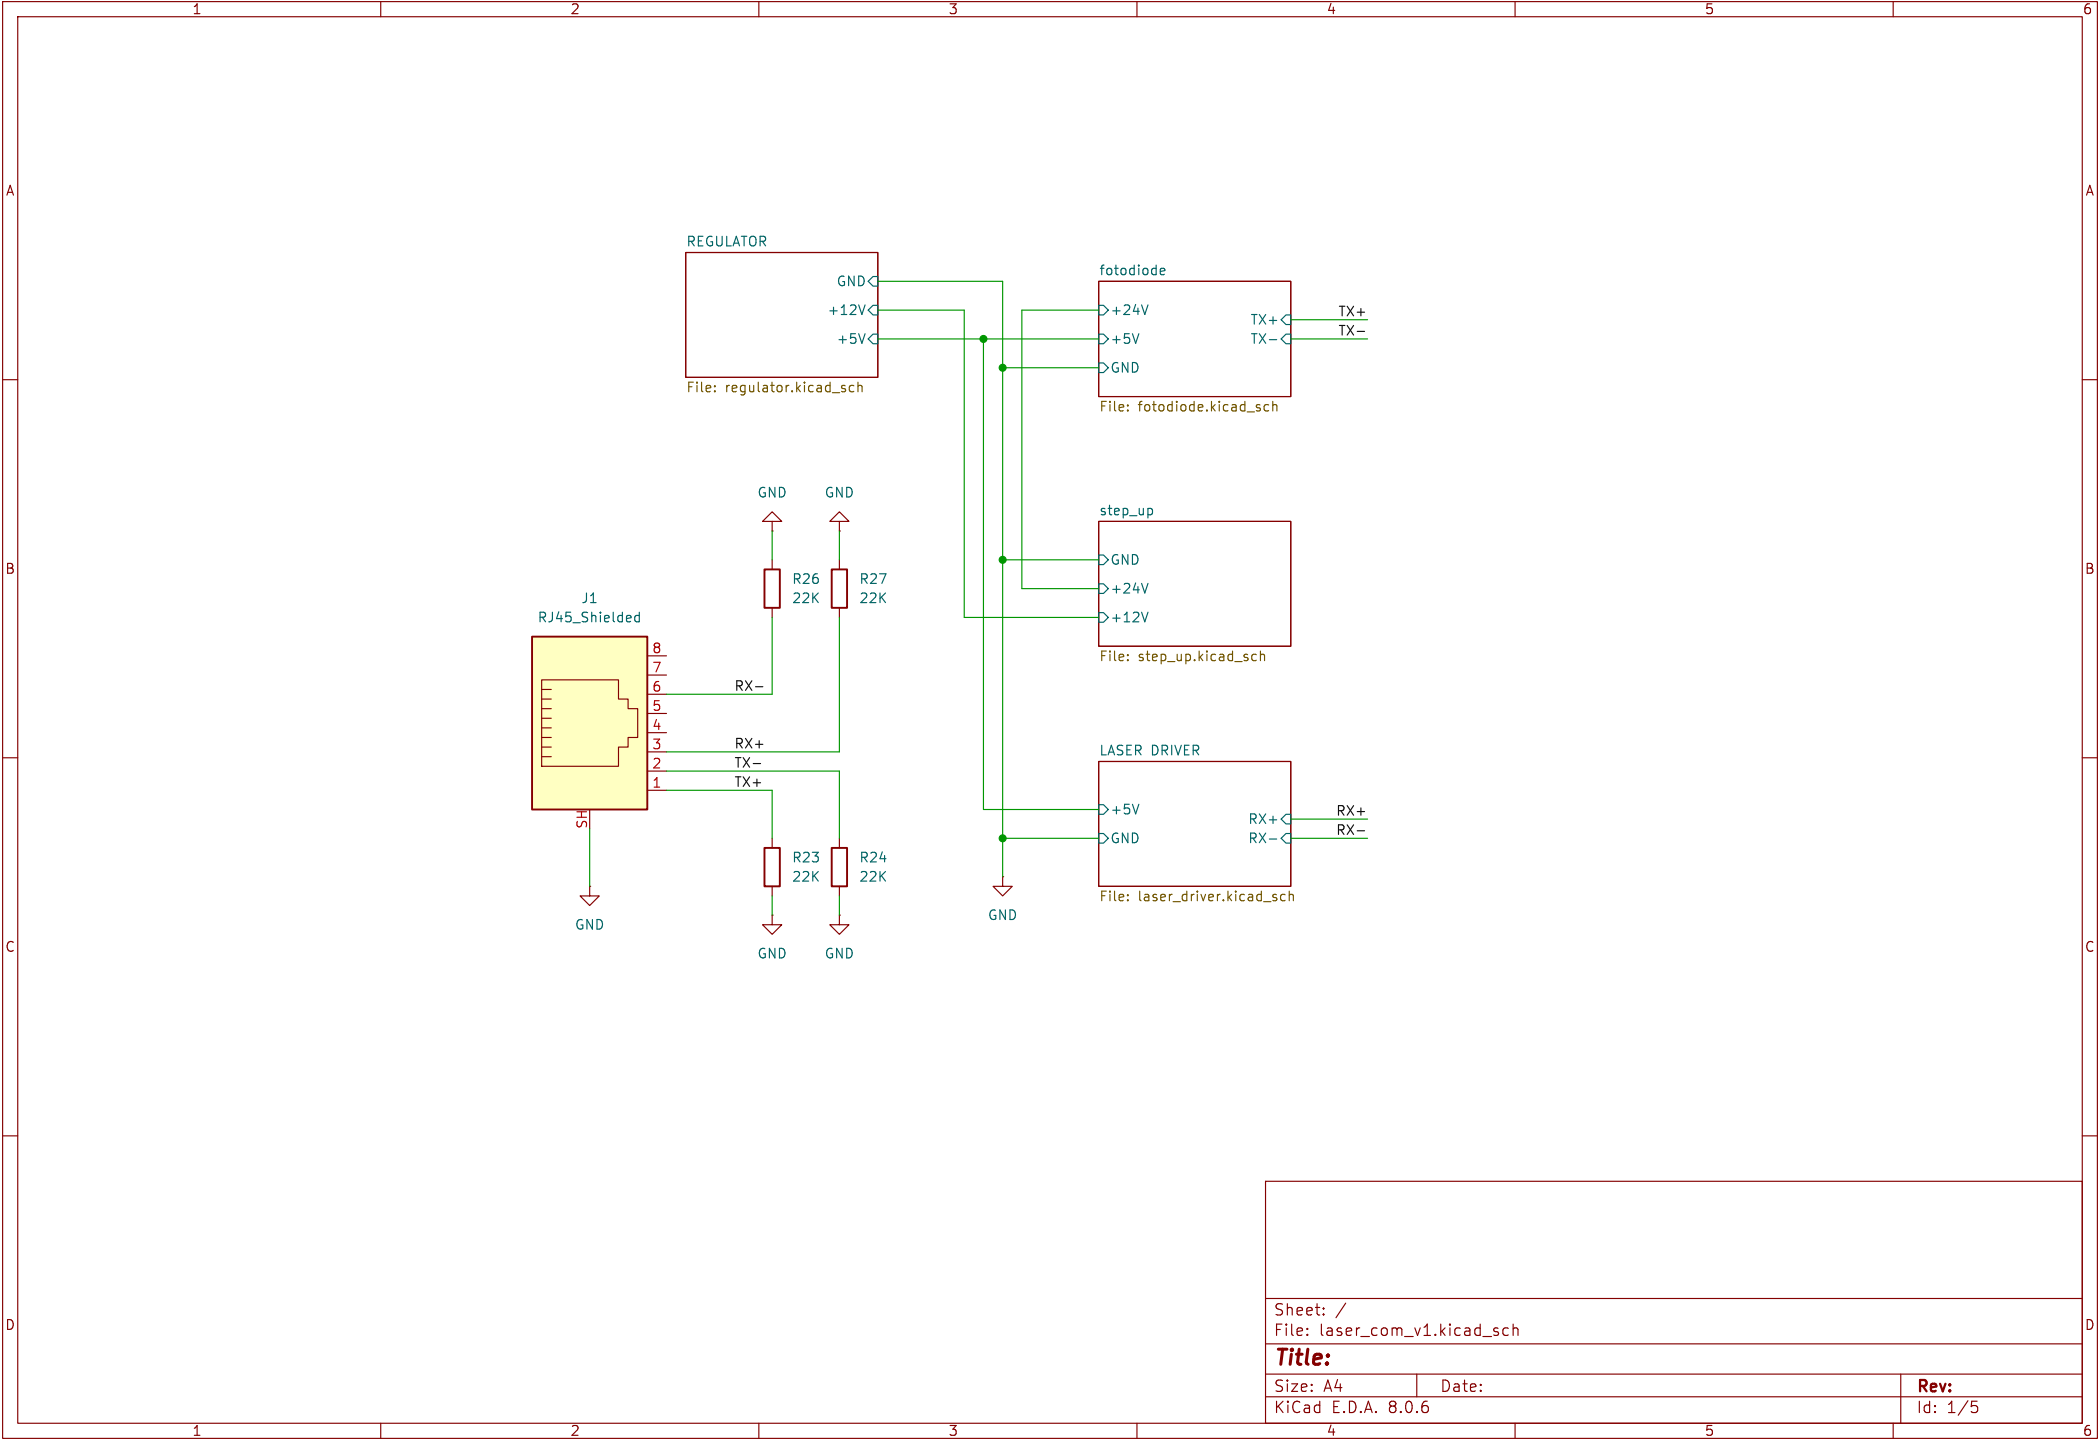 1 2 3 4 5 6
A A
REGULATOR
GND
+12V
+5V
File: regulator.kicad_sch
fotodiode
+24V
+5V
GND
TX+
TX-
TX+
TX-
File: fotodiode.kicad_sch
GND GND
R26
22K
R27
22K
step_up
GND
+24V
+12V
File: step_up.kicad_sch
B B
J1
RJ45_Shielded
8
7
6
5
4
3
2
1
SH
RX-
RX+
TX-
TX+
GND
R23
22K
R24
22K
GND GND
LASER DRIVER
+5V
GND
RX+
RX-
RX+
RX-
File: laser_driver.kicad_sch
GND
C C
D D
Sheet: /
File: laser_com_v1.kicad_sch
Title:
Size: A4 Date: Rev:
KiCad E.D.A. 8.0.6 Id: 1/5
1 2 3 4 5 6